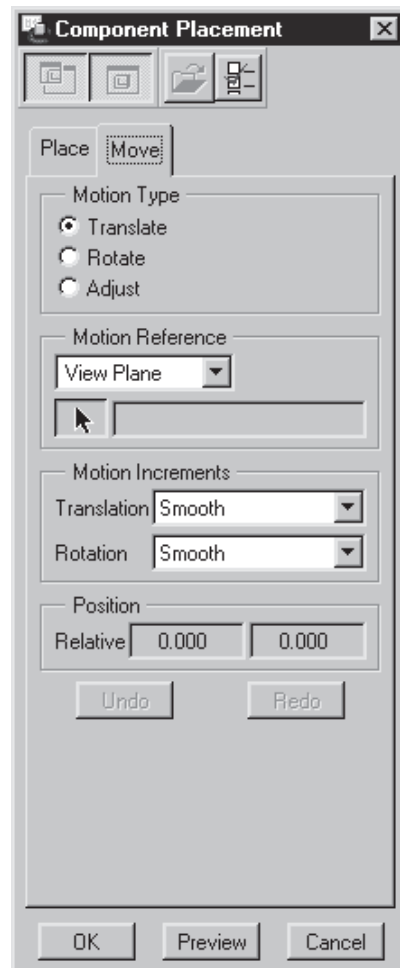 Component Placement
Place Move
Motion Type
Translate
Rotate
Adjust
Motion Reference
View Plane
Motion Increments
Translation Smooth
Rotation Smooth
Position
Relative 0.000 0.000
Undo Redo
OK Preview Cancel